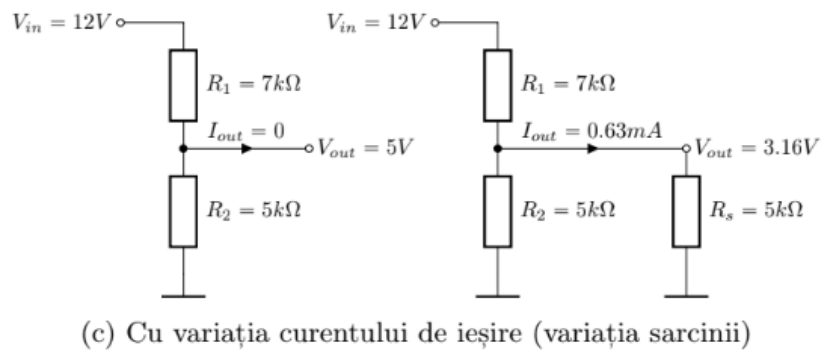 V_in = 12V
R_1 = 7kΩ
I_out = 0
V_out = 5V
R_2 = 5kΩ
V_in = 12V
R_1 = 7kΩ
I_out = 0.63mA
V_out = 3.16V
R_2 = 5kΩ
R_s = 5kΩ
(c) Cu variația curentului de ieșire (variația sarcinii)